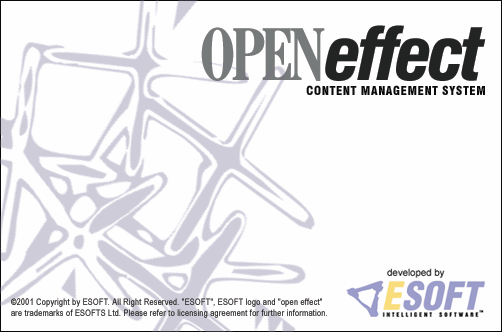 OPENeffect
CONTENT MANAGEMENT SYSTEM
developed by
ESOFT
INTELLIGENT SOFTWARE™
©2001 Copyright by ESOFT. All Right Reserved. "ESOFT", ESOFT logo and "open effect"
are trademarks of ESOFTS Ltd. Please refer to licensing agreement for further information.